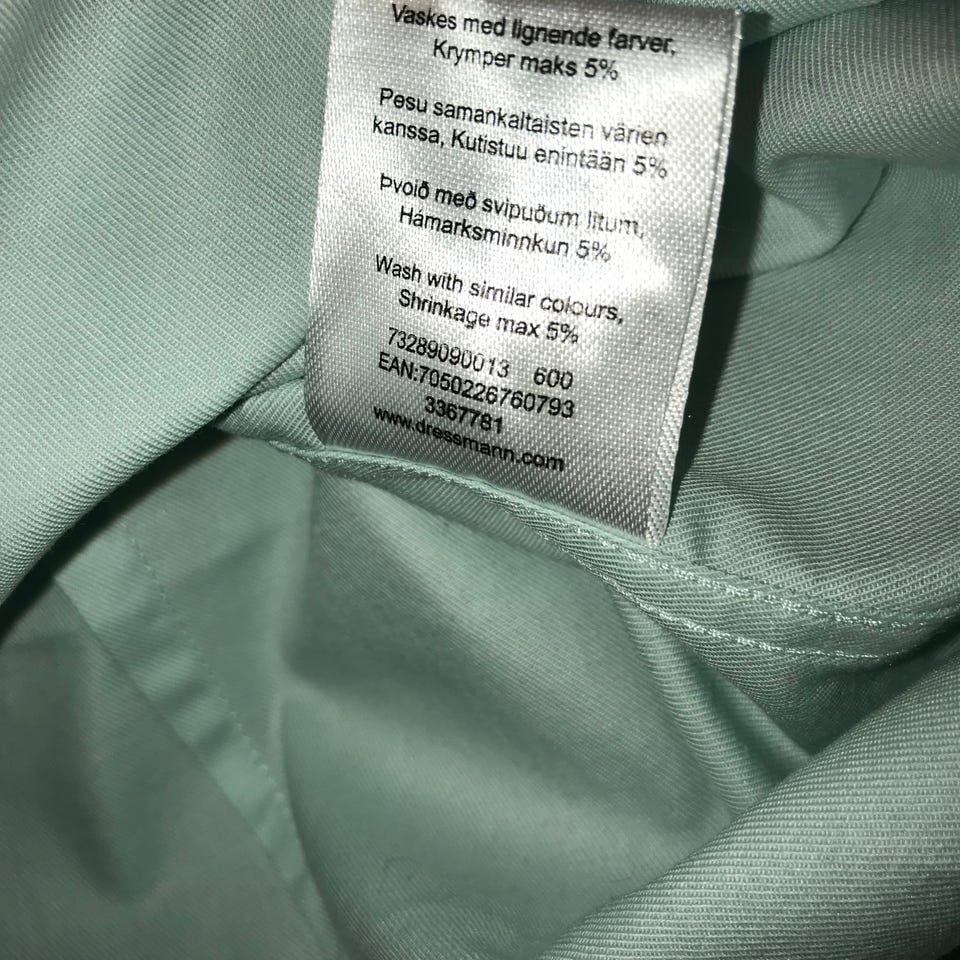 Vaskes med lignende farver,
Krymper maks 5%
Pesu samankaltaisten värien
kanssa, Kutistuu enintään 5%
Þvoið með svipuðum litum,
Hámarksminnkun 5%
Wash with similar colours,
Shrinkage max 5%
73289090013 600
EAN:7050226760793
3367781
www.dressmann.com